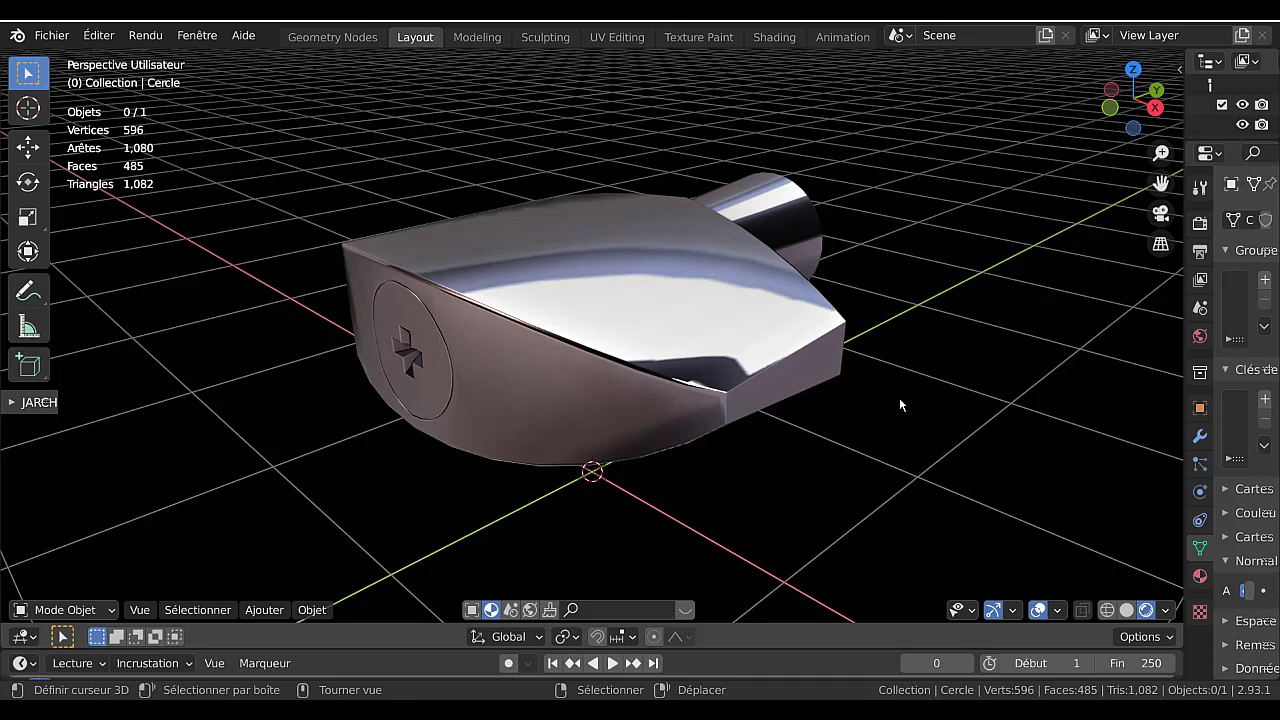 Fichier Éditer Rendu Fenêtre Aide Geometry Nodes Layout Modeling Sculpting UV Editing Texture Paint Shading Animation Scene View Layer
Perspective Utilisateur
(0) Collection | Cercle
Objets 0 / 1
Vertices 596
Arêtes 1,080
Faces 485
Triangles 1,082
Z
Y
X
JARCH
C
Groupe
Clés de
Cartes
Couleu
Cartes
Normal
A
Espace
Remes
Donnée
Mode Objet Vue Sélectionner Ajouter Objet
Global Options
Lecture Incrustation Vue Marqueur 0 Début 1 Fin 250
Définir curseur 3D Sélectionner par boîte Tourner vue Sélectionner Déplacer Collection | Cercle | Verts:596 | Faces:485 | Tris:1,082 | Objects:0/1 | 2.93.1